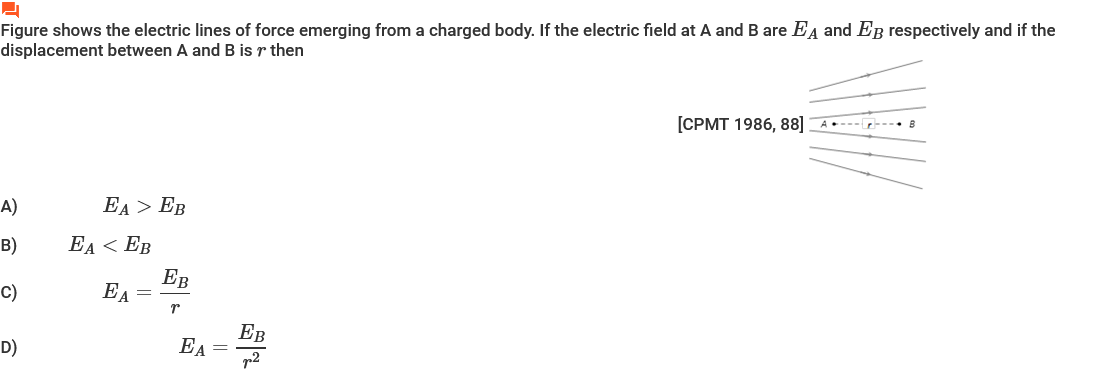 Figure shows the electric lines of force emerging from a charged body. If the electric field at A and B are E_A and E_B respectively and if the
displacement between A and B is r then
[CPMT 1986, 88]
A r B
A) E_A > E_B
B) E_A < E_B
C) E_A = \frac{E_B}{r}
D) E_A = \frac{E_B}{r^2}